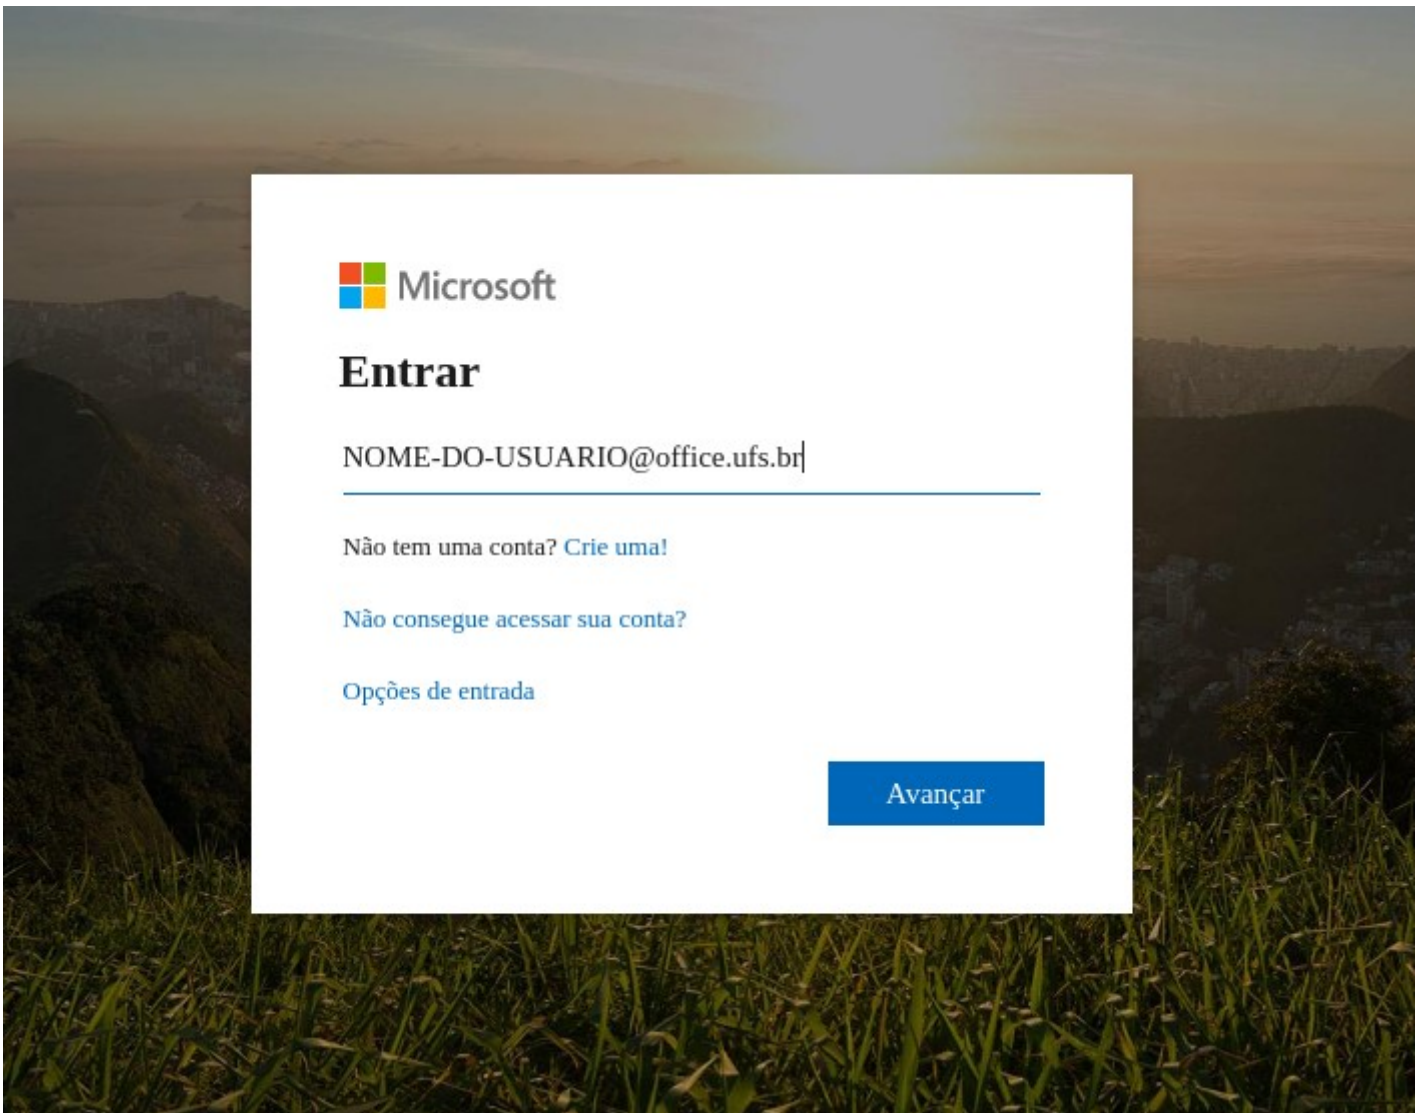 Microsoft
Entrar
NOME-DO-USUARIO@office.ufs.br
Não tem uma conta? Crie uma!
Não consegue acessar sua conta?
Opções de entrada
Avançar